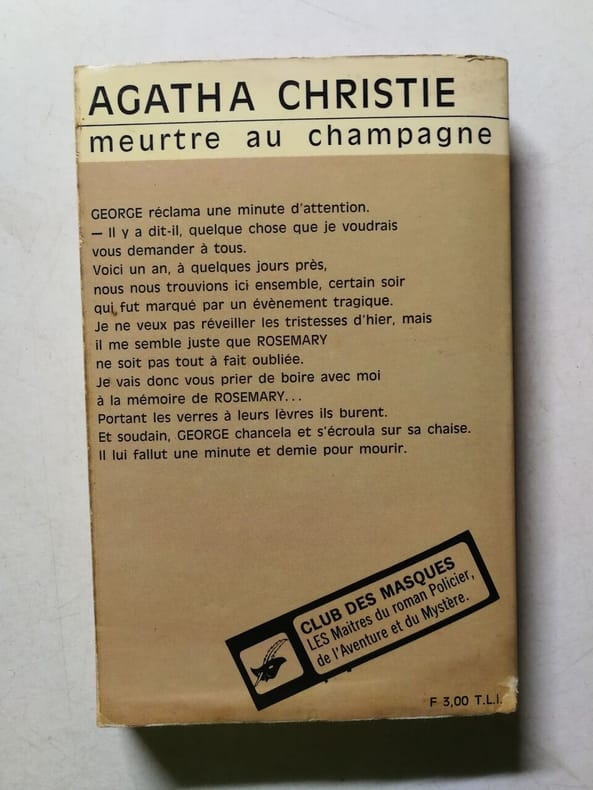 AGATHA CHRISTIE
meurtre au champagne
GEORGE réclama une minute d'attention.
— Il y a dit-il, quelque chose que je voudrais
vous demander à tous.
Voici un an, à quelques jours près,
nous nous trouvions ici ensemble, certain soir
qui fut marqué par un évènement tragique.
Je ne veux pas réveiller les tristesses d'hier, mais
il me semble juste que ROSEMARY
ne soit pas tout à fait oubliée.
Je vais donc vous prier de boire avec moi
à la mémoire de ROSEMARY...
Portant les verres à leurs lèvres ils burent.
Et soudain, GEORGE chancela et s'écroula sur sa chaise.
Il lui fallut une minute et demie pour mourir.
CLUB DES MASQUES
LES Maitres du roman Policier,
de l'Aventure et du Mystère.
F 3,00 T.L.I.